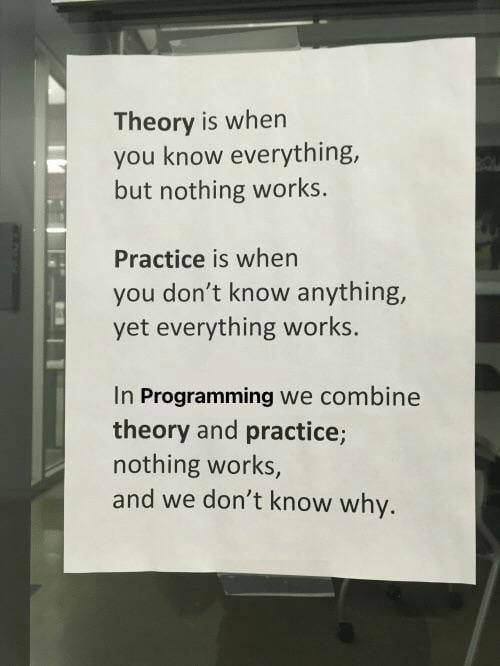 Theory is when
you know everything,
but nothing works.
Practice is when
you don’t know anything,
yet everything works.
In Programming we combine
theory and practice;
nothing works,
and we don’t know why.